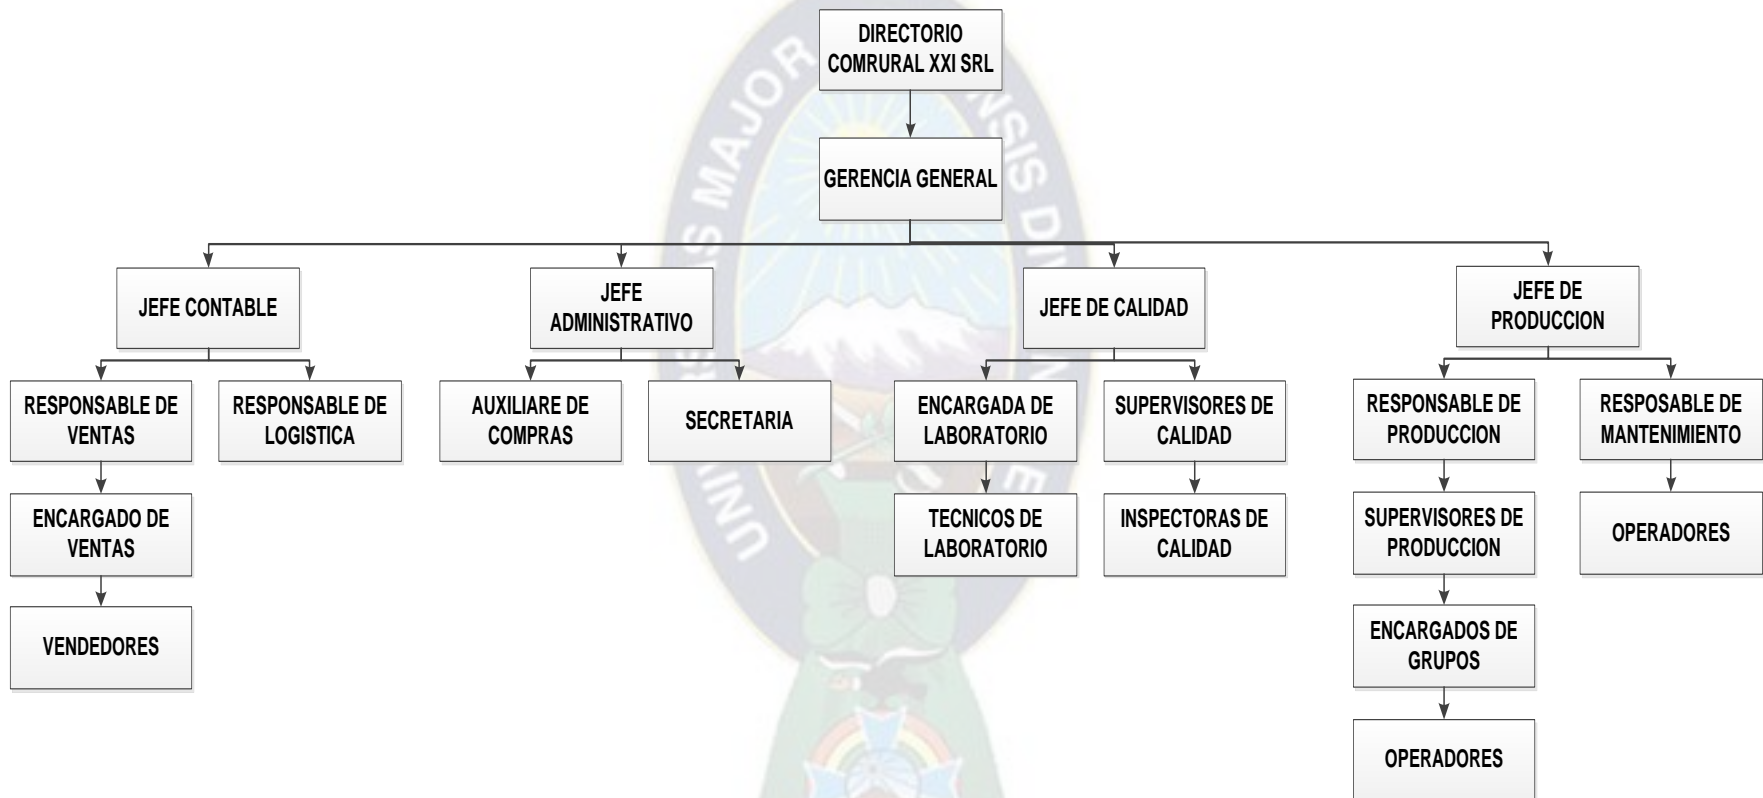 DIRECTORIO
COMRURAL XXI SRL
GERENCIA GENERAL
JEFE CONTABLE
JEFE
ADMINISTRATIVO
JEFE DE CALIDAD
JEFE DE
PRODUCCION
RESPONSABLE DE
VENTAS
RESPONSABLE DE
LOGISTICA
AUXILIARE DE
COMPRAS
SECRETARIA
ENCARGADA DE
LABORATORIO
SUPERVISORES DE
CALIDAD
RESPONSABLE DE
PRODUCCION
RESPOSABLE DE
MANTENIMIENTO
ENCARGADO DE
VENTAS
TECNICOS DE
LABORATORIO
INSPECTORAS DE
CALIDAD
SUPERVISORES DE
PRODUCCION
OPERADORES
VENDEDORES
ENCARGADOS DE
GRUPOS
OPERADORES